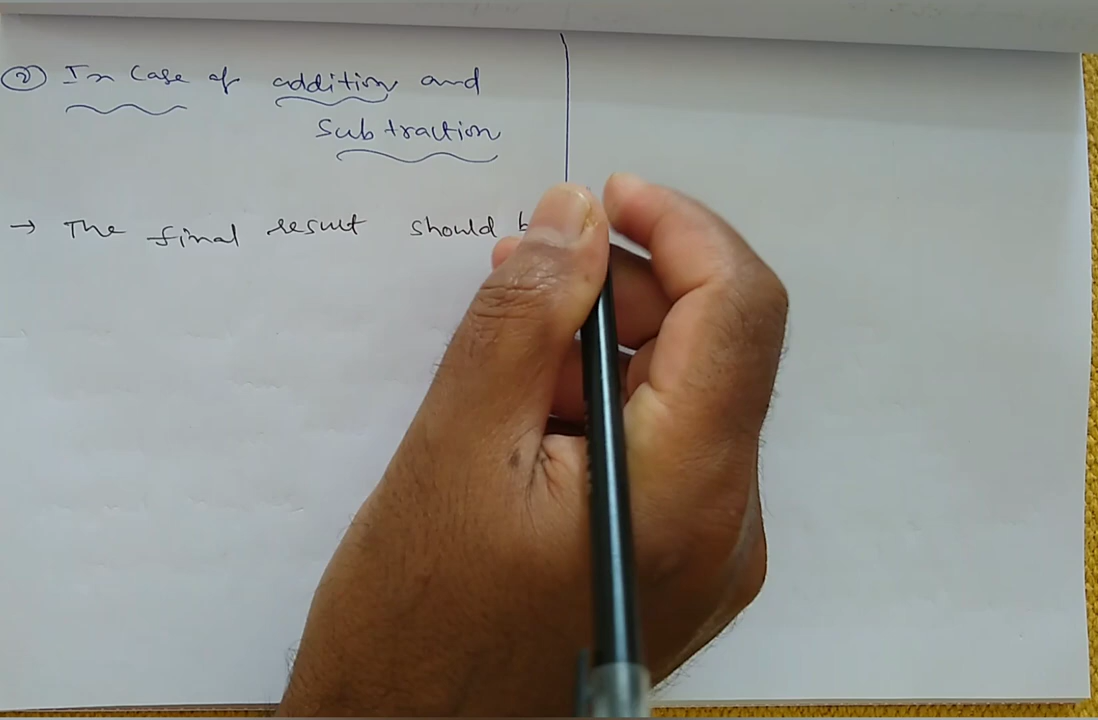 ② In case of addition and
subtraction
→ The final result should b